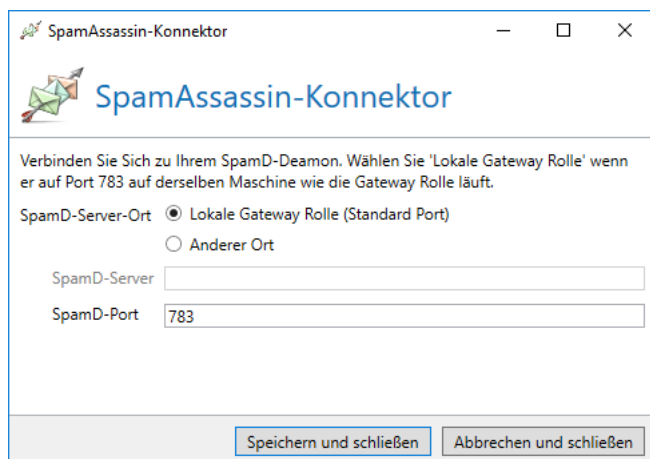 SpamAssassin-Konnektor
SpamAssassin-Konnektor
Verbinden Sie Sich zu Ihrem SpamD-Deamon. Wählen Sie 'Lokale Gateway Rolle' wenn
er auf Port 783 auf derselben Maschine wie die Gateway Rolle läuft.
SpamD-Server-Ort Lokale Gateway Rolle (Standard Port)
Anderer Ort
SpamD-Server
SpamD-Port 783
Speichern und schließen Abbrechen und schließen